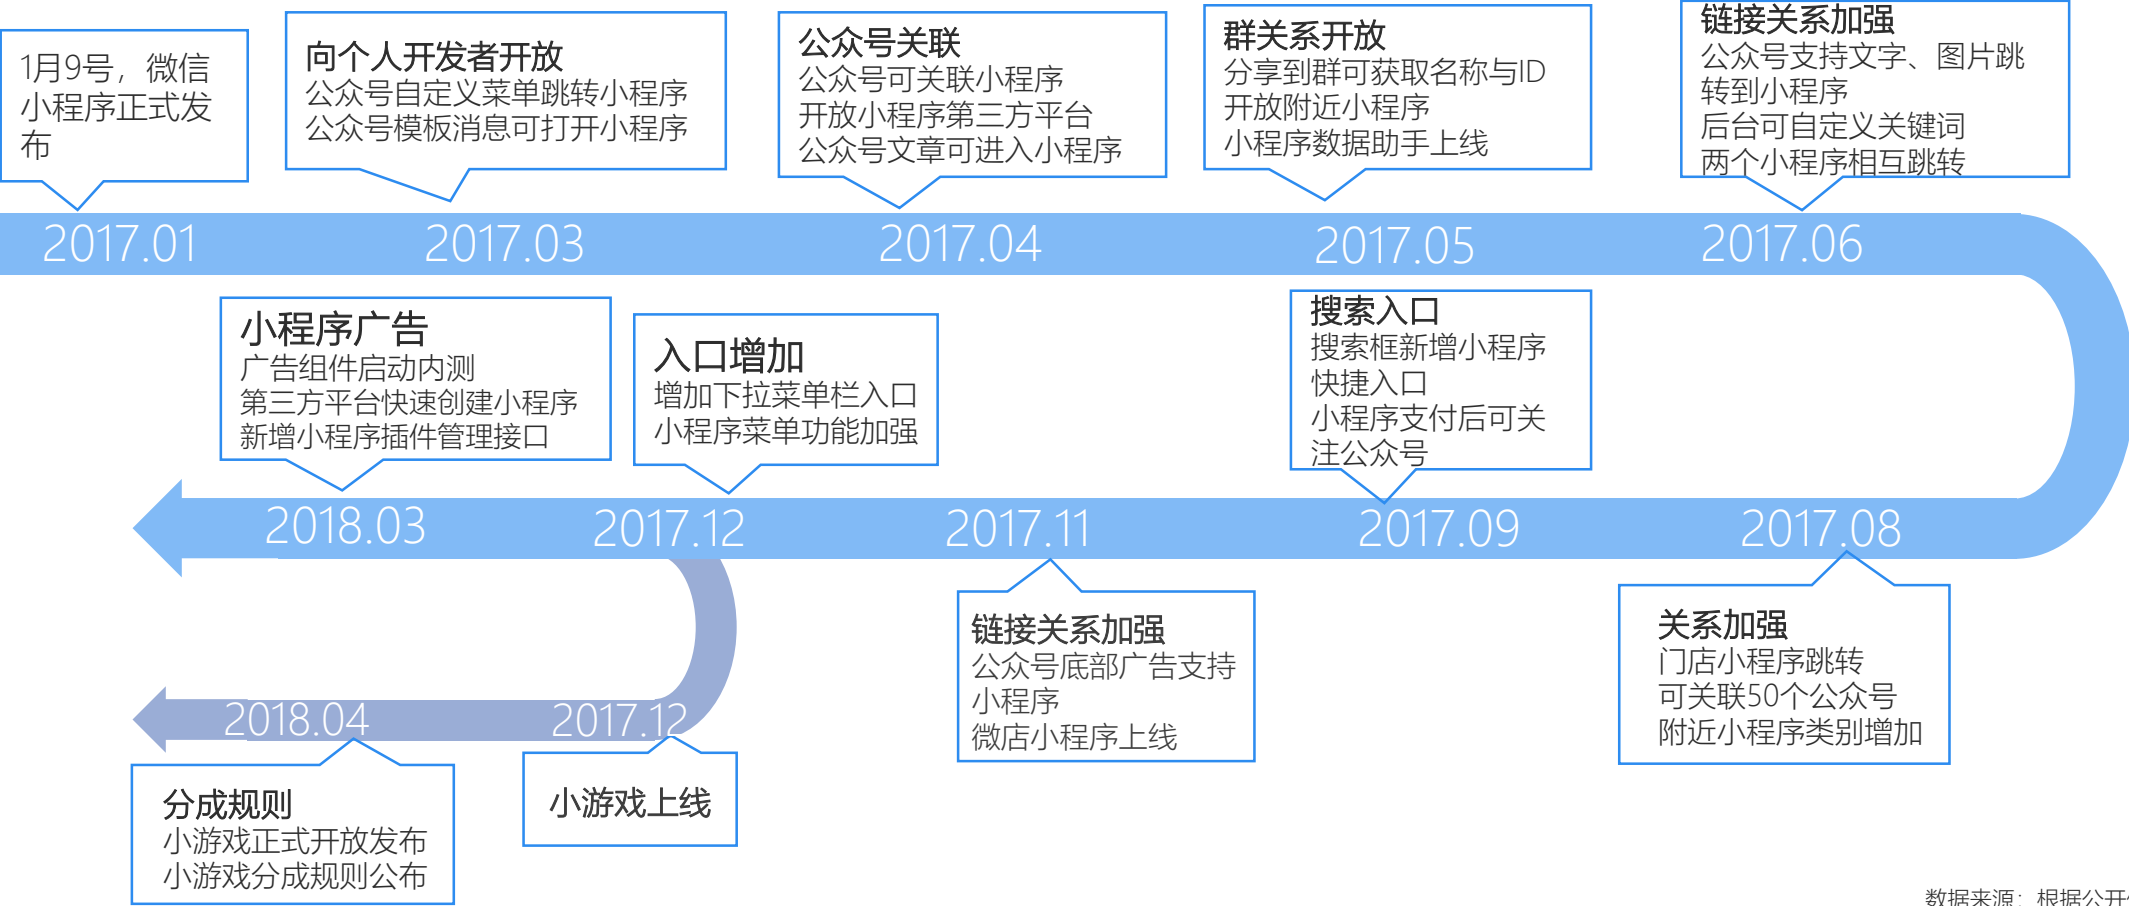 1月9号，微信
小程序正式发
布
向个人开发者开放
公众号自定义菜单跳转小程序
公众号模板消息可打开小程序
公众号关联
公众号可关联小程序
开放小程序第三方平台
公众号文章可进入小程序
群关系开放
分享到群可获取名称与ID
开放附近小程序
小程序数据助手上线
链接关系加强
公众号支持文字、图片跳
转到小程序
后台可自定义关键词
两个小程序相互跳转
2017.01
2017.03
2017.04
2017.05
2017.06
小程序广告
广告组件启动内测
第三方平台快速创建小程序
新增小程序插件管理接口
入口增加
增加下拉菜单栏入口
小程序菜单功能加强
搜索入口
搜索框新增小程序
快捷入口
小程序支付后可关
注公众号
2018.03
2017.12
2017.11
2017.09
2017.08
链接关系加强
公众号底部广告支持
小程序
微店小程序上线
关系加强
门店小程序跳转
可关联50个公众号
附近小程序类别增加
2018.04
2017.12
分成规则
小游戏正式开放发布
小游戏分成规则公布
小游戏上线
数据来源：根据公开